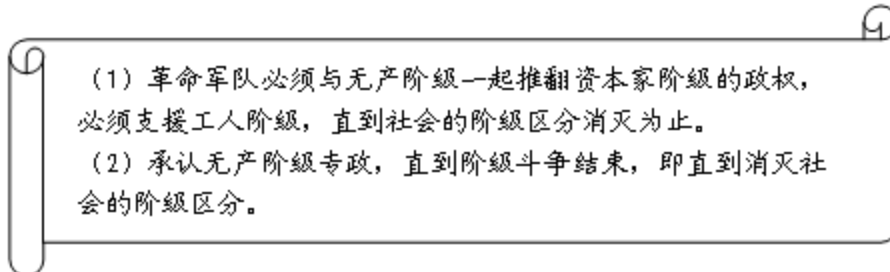 （1）革命军队必须与无产阶级一起推翻资本家阶级的政权，
必须支援工人阶级，直到社会的阶级区分消灭为止。
（2）承认无产阶级专政，直到阶级斗争结束，即直到消灭社
会的阶级区分。